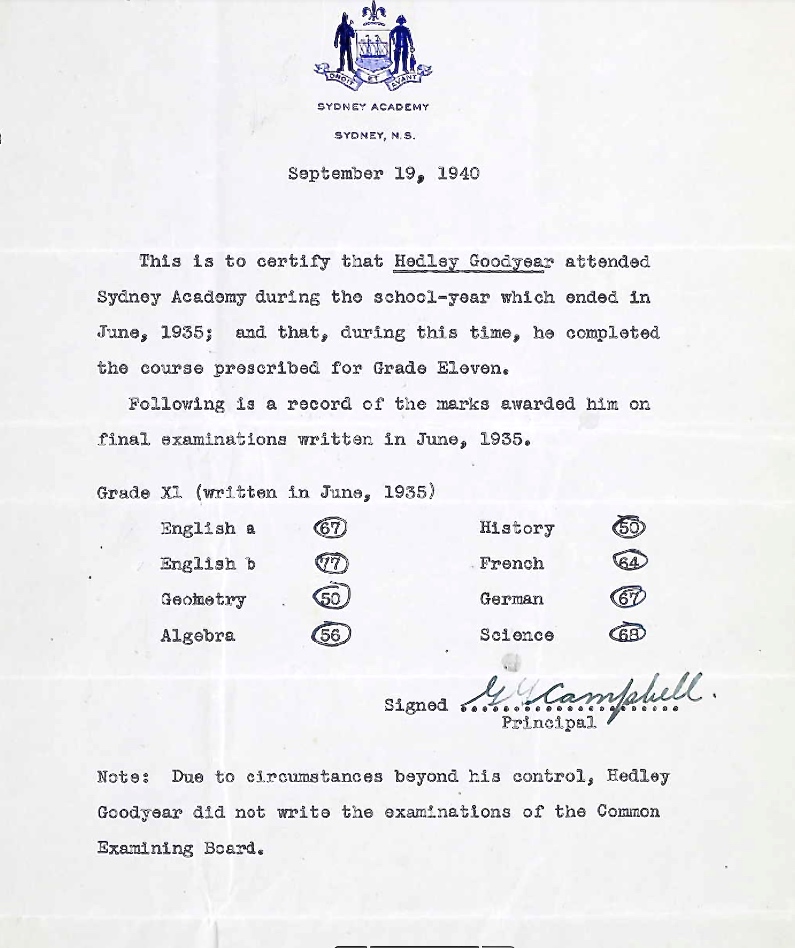 DROIT ET AVANT
SYDNEY ACADEMY
SYDNEY, N.S.
September 19, 1940
This is to certify that Hedley Goodyear attended
Sydney Academy during the school-year which ended in
June, 1935; and that, during this time, he completed
the course prescribed for Grade Eleven.
Following is a record of the marks awarded him on
final examinations written in June, 1935.
Grade XI (written in June, 1935)
English a 67 History 50
English b 77 French 64
Geometry 50 German 67
Algebra 56 Science 68
Signed G Y Campbell.
Principal
Note: Due to circumstances beyond his control, Hedley
Goodyear did not write the examinations of the Common
Examining Board.